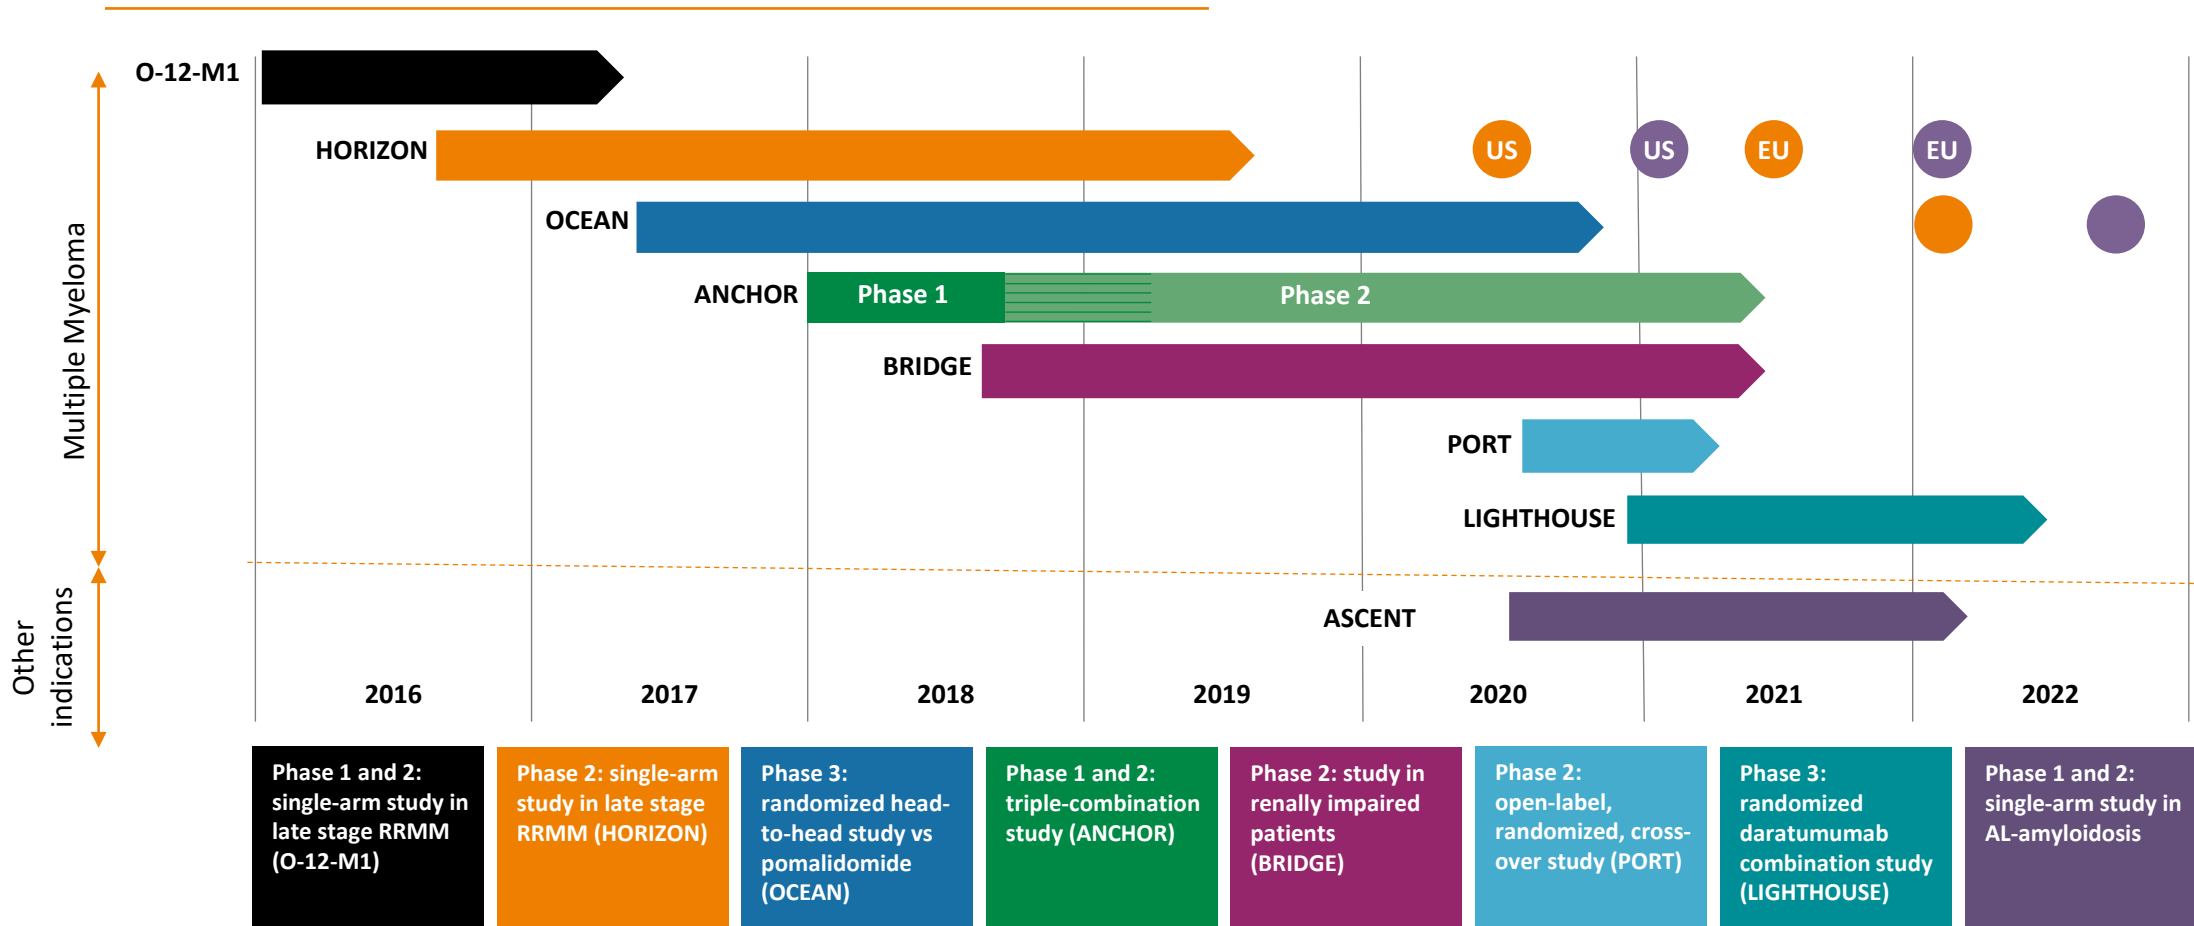 O-12-M1
HORIZON
US
US
EU
EU
OCEAN
ANCHOR
Phase 1
Phase 2
BRIDGE
PORT
LIGHTHOUSE
ASCENT
Multiple Myeloma
Other
indications
2016
2017
2018
2019
2020
2021
2022
Phase 1 and 2:
single-arm study in
late stage RRMM
(O-12-M1)
Phase 2: single-arm
study in late stage
RRMM (HORIZON)
Phase 3:
randomized head-
to-head study vs
pomalidomide
(OCEAN)
Phase 1 and 2:
triple-combination
study (ANCHOR)
Phase 2: study in
renally impaired
patients
(BRIDGE)
Phase 2:
open-label,
randomized, cross-
over study (PORT)
Phase 3:
randomized
daratumumab
combination study
(LIGHTHOUSE)
Phase 1 and 2:
single-arm study in
AL-amyloidosis